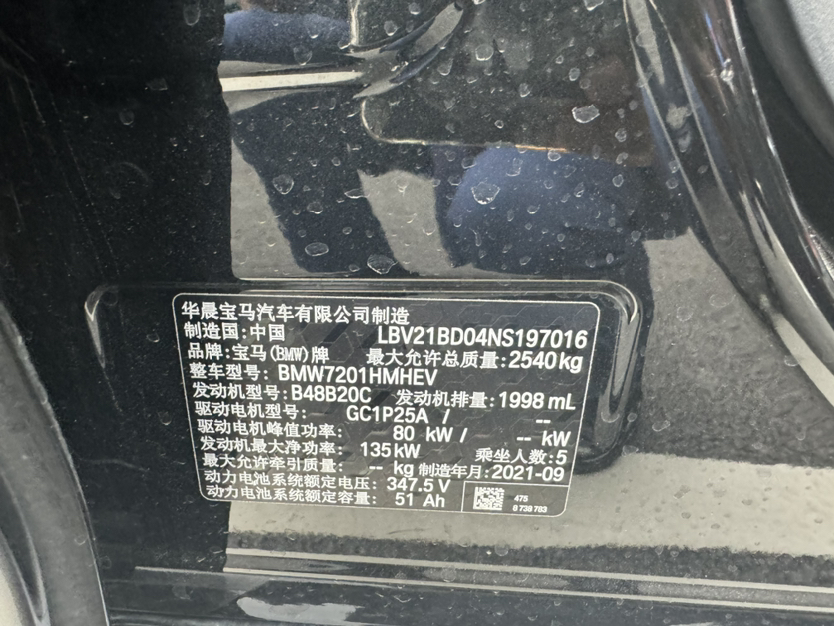 华晨宝马汽车有限公司制造
制造国:中国 LBV21BD04NS197016
品牌:宝马(BMW)牌 最大允许总质量:2540kg
整车型号: BMW7201HMHEV
发动机型号:B48B20C 发动机排量:1998 mL
驱动电机型号: GC1P25A / --
驱动电机峰值功率: 80 kW / -- kW
发动机最大净功率: 135kW 乘坐人数:5
最大允许牵引质量: -- kg 制造年月:2021-09
动力电池系统额定电压: 347.5 V
动力电池系统额定容量: 51 Ah
475
8 738 783